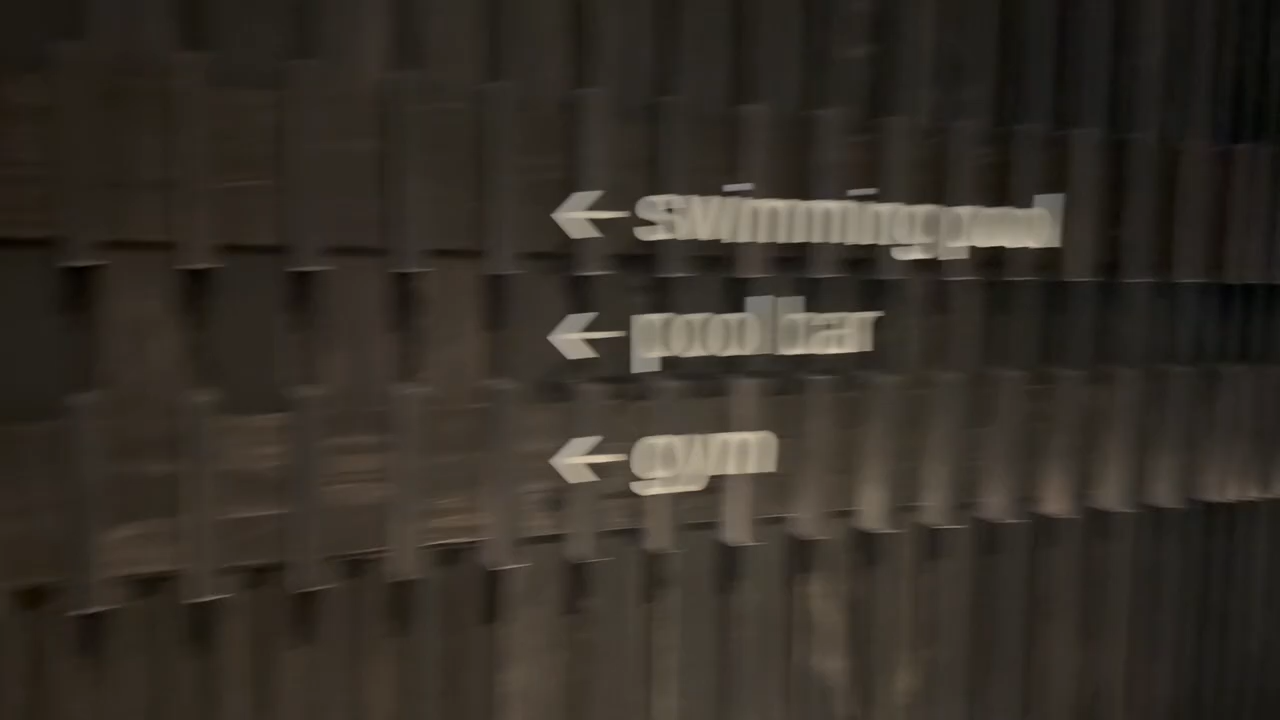 ← swimming pool
← pool bar
← gym